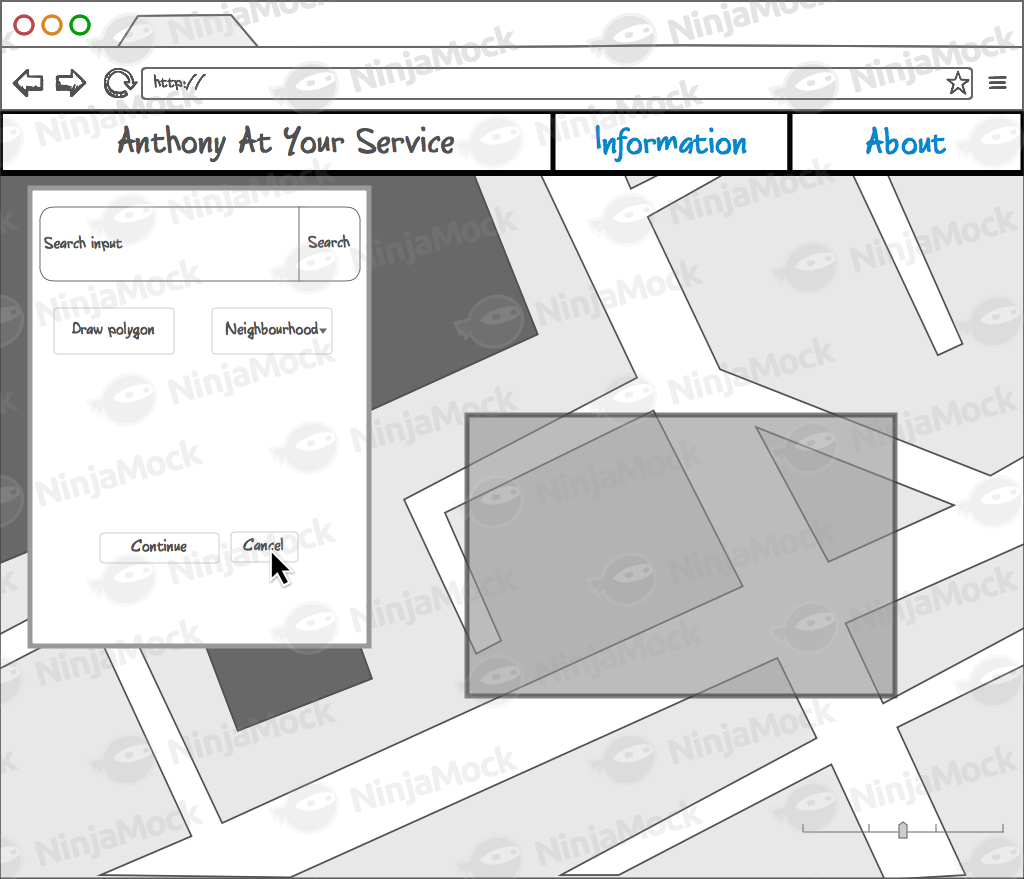 http://
Anthony At Your Service
Information
About
Search input
Search
Draw polygon
Neighbourhood
Continue
Cancel
NinjaMock